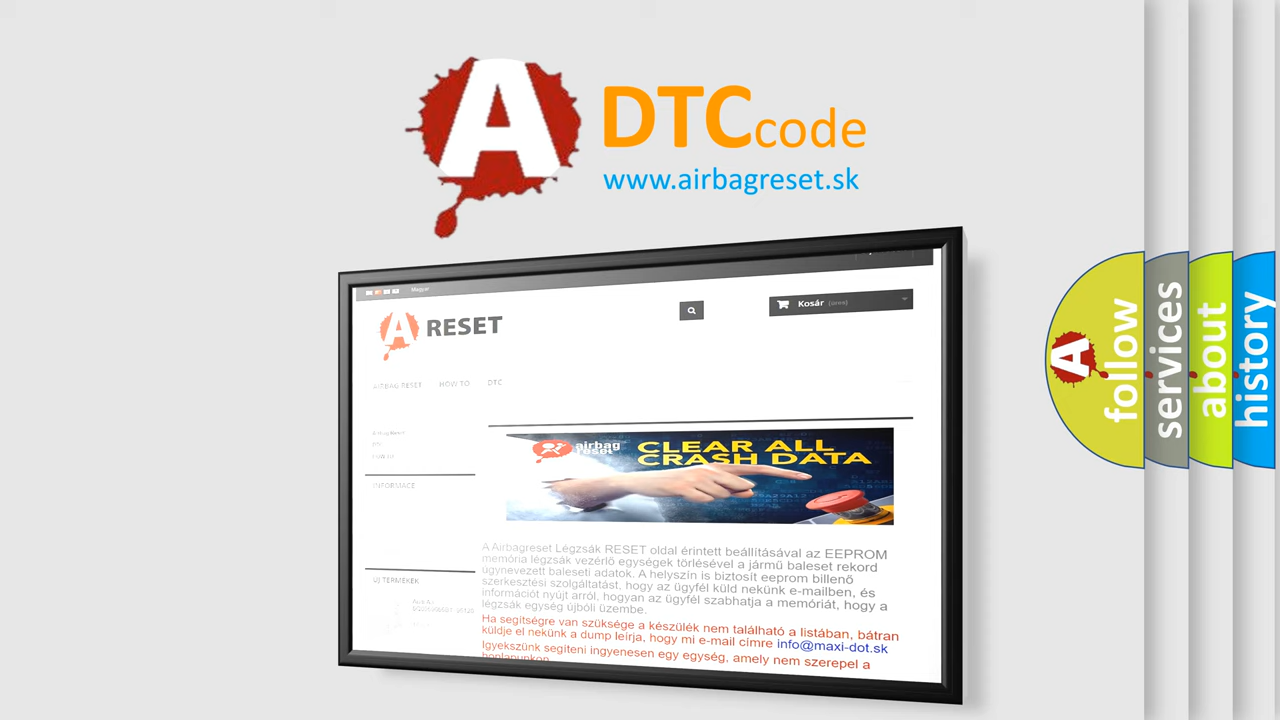 A DTCcode
www.airbagreset.sk
Magyar
A RESET
Kosár (üres)
AIRBAG RESET HOW TO DTC
INFORMACE
airbag
reset
CLEAR ALL
CRASH DATA
A Airbagreset Légzsák RESET oldal érintett beállításával az EEPROM
memória légzsák vezérlő egységek törlésével a jármű baleset rekord
úgynevezett baleseti adatok. A helyszín is biztosít eeprom billenő
szerkesztési szolgáltatást, hogy az ügyfél küld nekünk e-mailben, és
információt nyújt arról, hogyan az ügyfél szabhatja a memóriát, hogy a
légzsák egység újbóli üzembe.
Ha segítségre van szüksége a készülék nem található a listában, bátran
küldje el nekünk a dump leírja, hogy mi e-mail címre info@maxi-dot.sk
Igyekszünk segíteni ingyenesen egy egység, amely nem szerepel a
honlapunkon
ÚJ TERMÉKEK
A follow
services
about
history